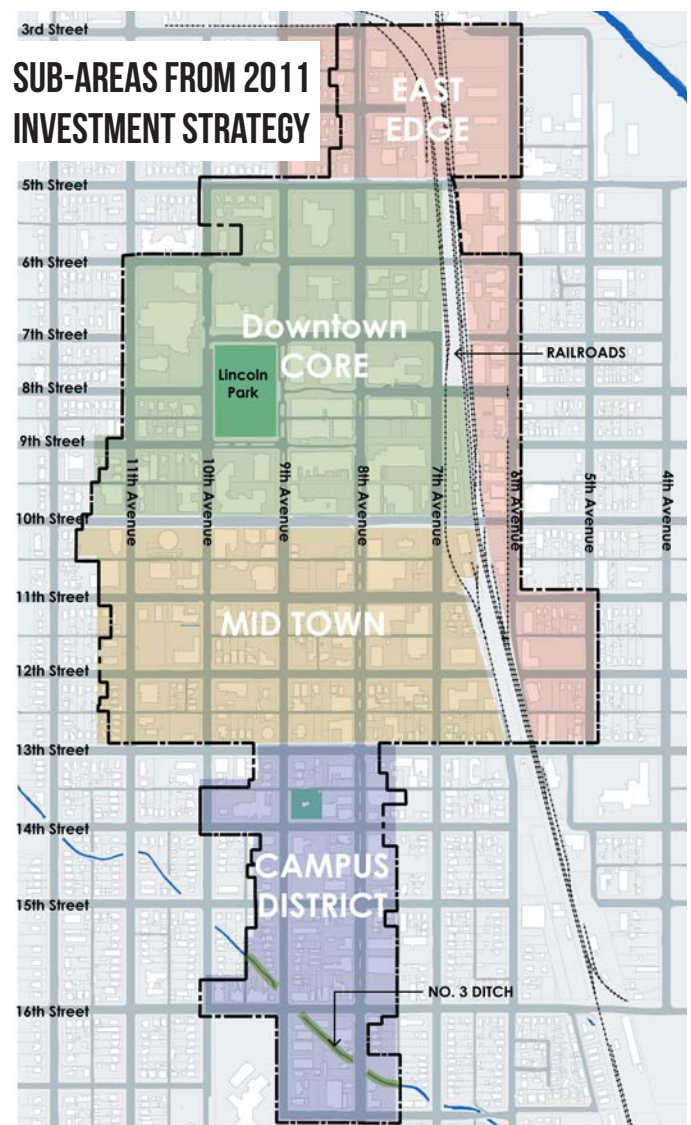 3rd Street
SUB-AREAS FROM 2011
INVESTMENT STRATEGY
EAST
EDGE
5th Street
6th Street
7th Street
Downtown
CORE
RAILROADS
Lincoln
Park
8th Street
9th Street
11th Avenue
10th Avenue
9th Avenue
8th Avenue
7th Avenue
6th Avenue
5th Avenue
4th Avenue
10th Street
11th Street
MID TOWN
12th Street
13th Street
14th Street
CAMPUS
DISTRICT
15th Street
NO. 3 DITCH
16th Street